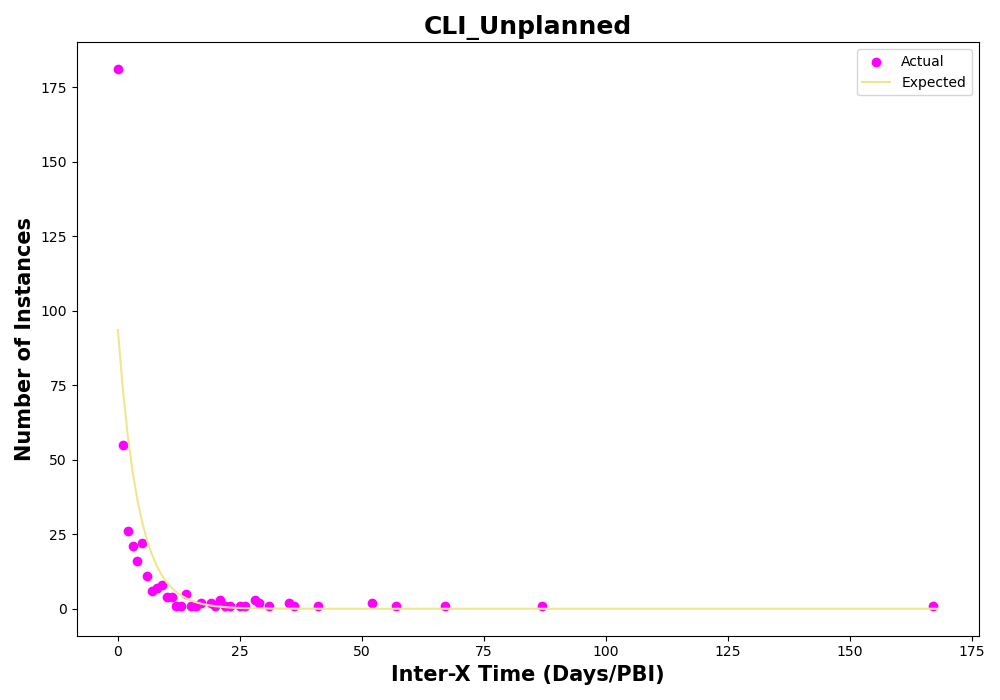 CLI_Unplanned
Actual
Expected
175
150
125
100
75
50
25
0
Number of Instances
0 25 50 75 100 125 150 175
Inter-X Time (Days/PBI)